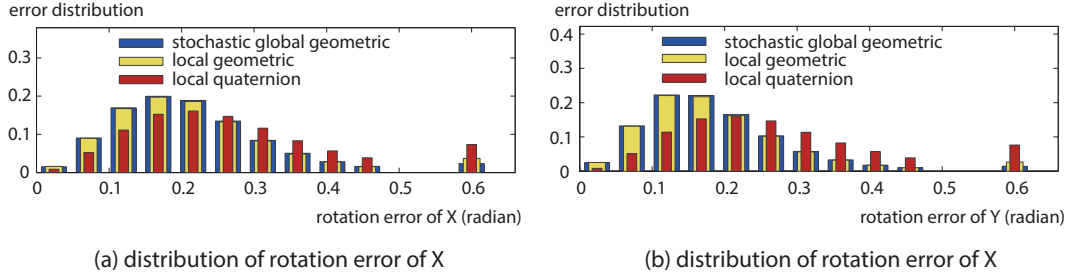 error distribution
0.3
0.2
0.1
0
stochastic global geometric
local geometric
local quaternion
0 0.1 0.2 0.3 0.4 0.5 0.6
rotation error of X (radian)
(a) distribution of rotation error of X
error distribution
0.4
0.3
0.2
0.1
0
stochastic global geometric
local geometric
local quaternion
0 0.1 0.2 0.3 0.4 0.5 0.6
rotation error of Y (radian)
(b) distribution of rotation error of X